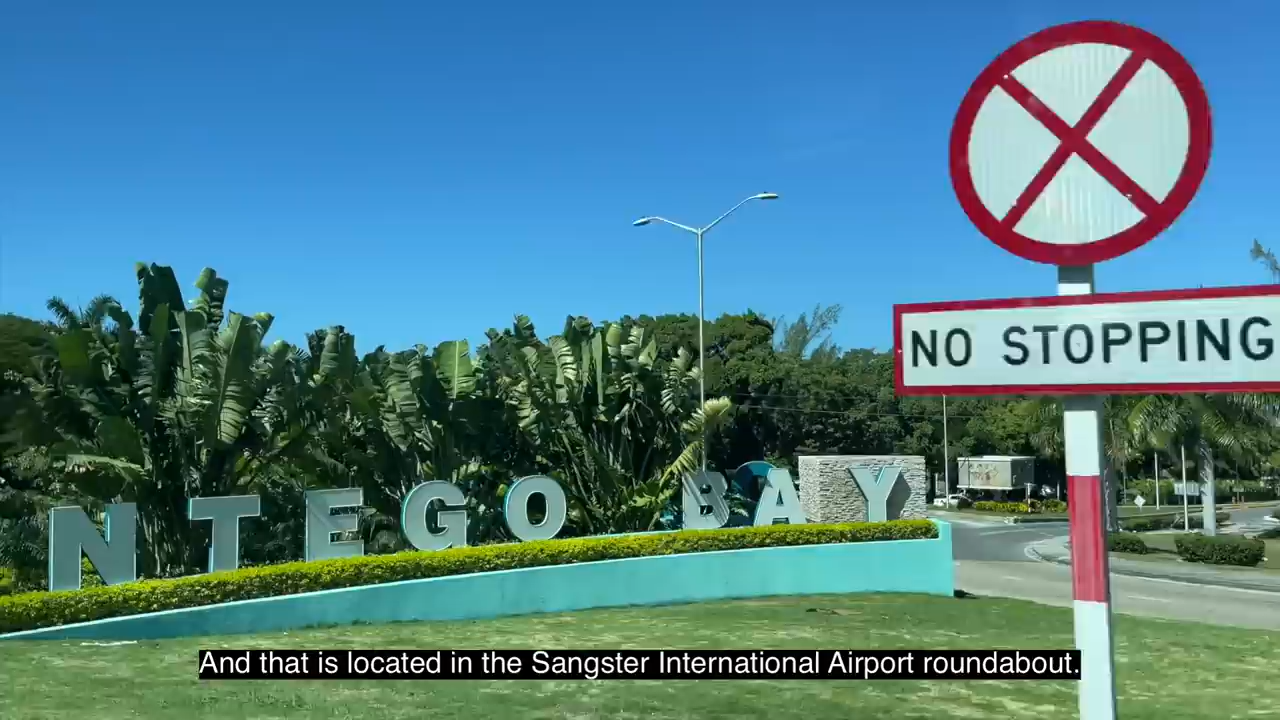 NO STOPPING
NTEGO BAY
And that is located in the Sangster International Airport roundabout.